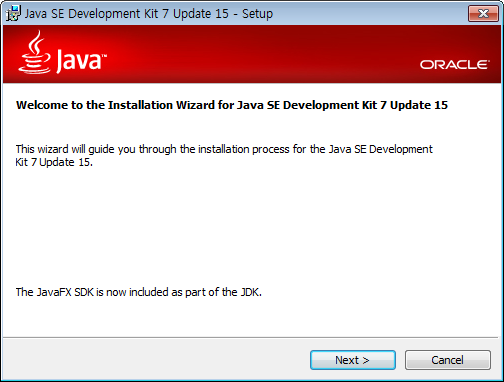 Java SE Development Kit 7 Update 15 - Setup
Java™
ORACLE®
Welcome to the Installation Wizard for Java SE Development Kit 7 Update 15
This wizard will guide you through the installation process for the Java SE Development
Kit 7 Update 15.
The JavaFX SDK is now included as part of the JDK.
Next >
Cancel